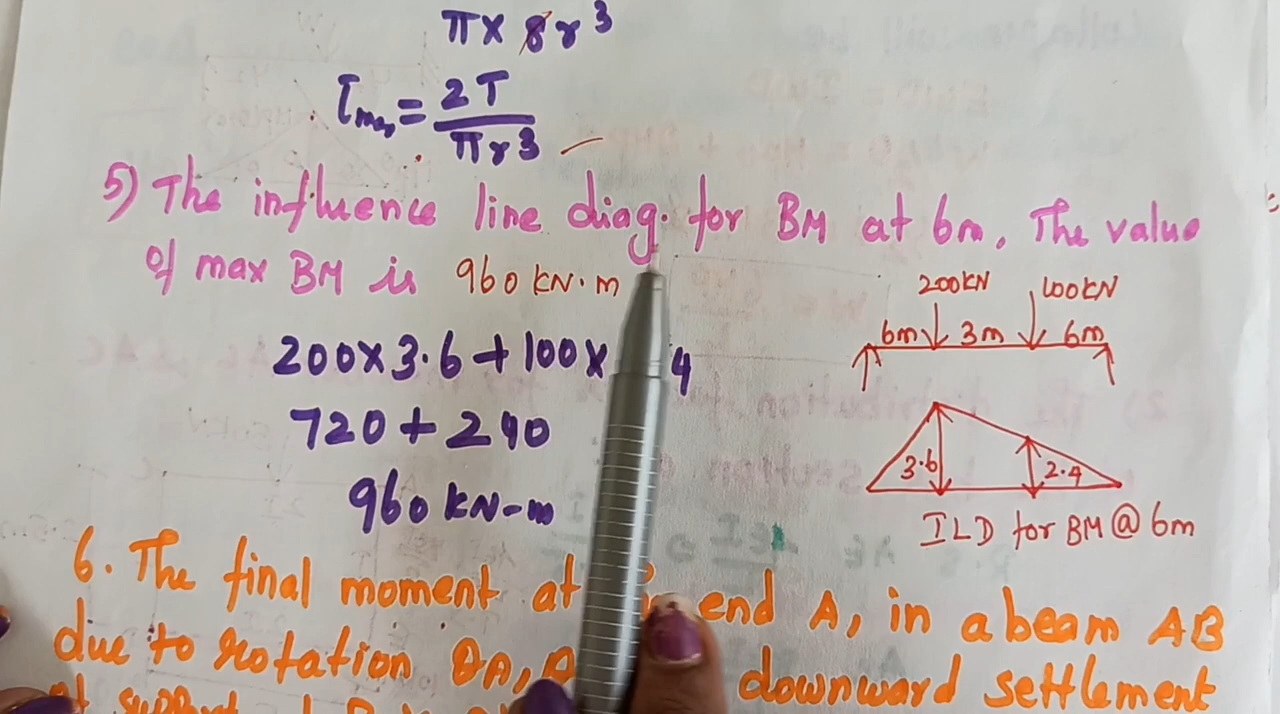 π× 8r³
τmax = 2T
πr³
5) The influence line diag. for BM at 6m. The value
of max BM is 960 KN·m
200KN 100KN
6m 3m 6m
200×3.6+100× 4
720+240
960 KN-m
3.6 2.4
ILD for BM @ 6m
6. The final moment at end A, in a beam AB
due to rotation θA, downward settlement
at support